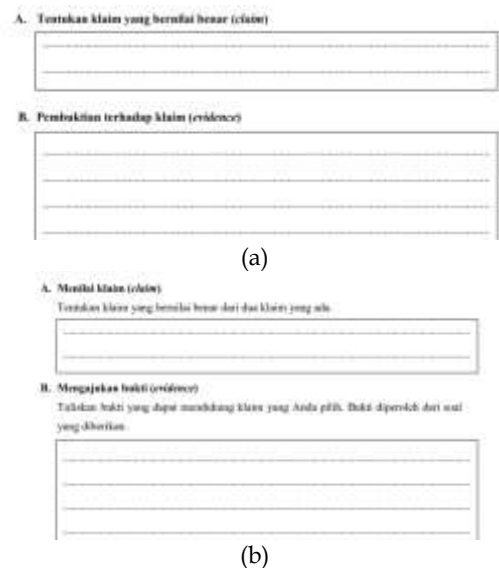 A. Tentukan klaim yang bernilai benar (claim)
B. Pembuktian terhadap klaim (evidence)
(a)
A. Menilai klaim (claim)
Tentukan klaim yang bernilai benar dari dua klaim yang ada.
B. Mengajukan bukti (evidence)
Tuliskan bukti yang dapat mendukung klaim yang Anda pilih. Bukti diperoleh dari soal
yang diberikan.
(b)